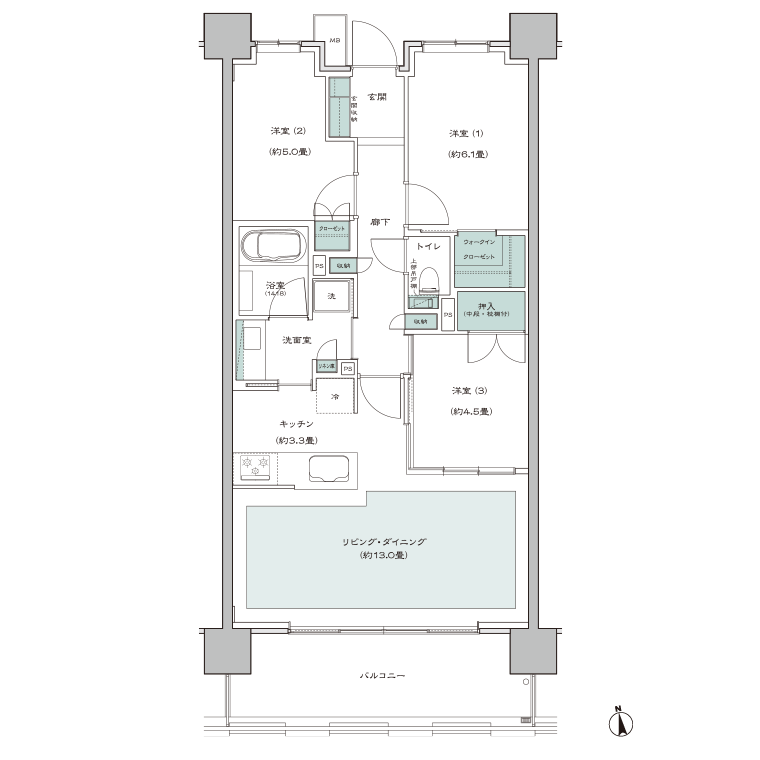 MB
玄関
玄関収納
洋室 (2)
(約5.0畳)
洋室 (1)
(約6.1畳)
廊下
クローゼット
トイレ
上部吊戸棚
ウォークイン
クローゼット
PS
収納
浴室
(1418)
洗
押入
(中段・枕棚付)
PS
収納
洗面室
リネン庫
PS
冷
洋室 (3)
(約4.5畳)
キッチン
(約3.3畳)
リビング・ダイニング
(約13.0畳)
バルコニー
N